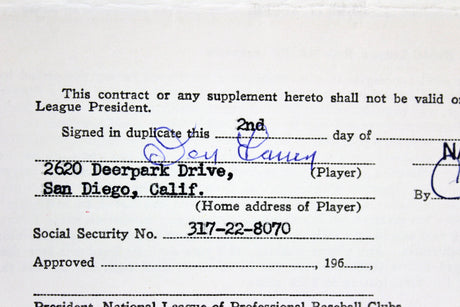 This contract or any supplement hereto shall not be valid or
League President.
Signed in duplicate this 2nd day of
Don Larsen
2620 Deerpark Drive, (Player)
San Diego, Calif. By
(Home address of Player)
Social Security No. 317-22-8070
Approved , 196 ,
President, National League of Professional Baseball Clubs